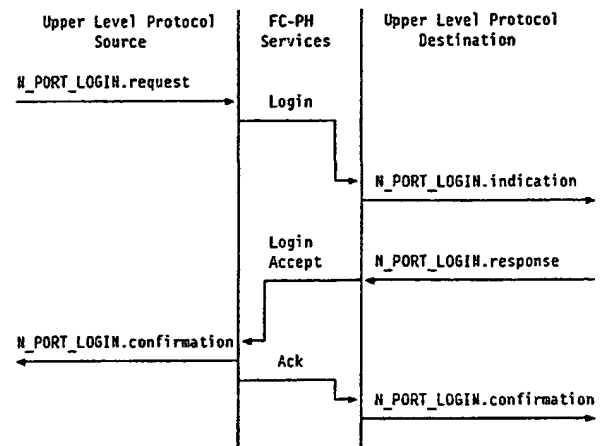 Upper Level Protocol
Source
FC-PH
Services
Upper Level Protocol
Destination
N_PORT_LOGIN.request
Login
N_PORT_LOGIN.indication
Login
Accept
N_PORT_LOGIN.response
N_PORT_LOGIN.confirmation
Ack
N_PORT_LOGIN.confirmation